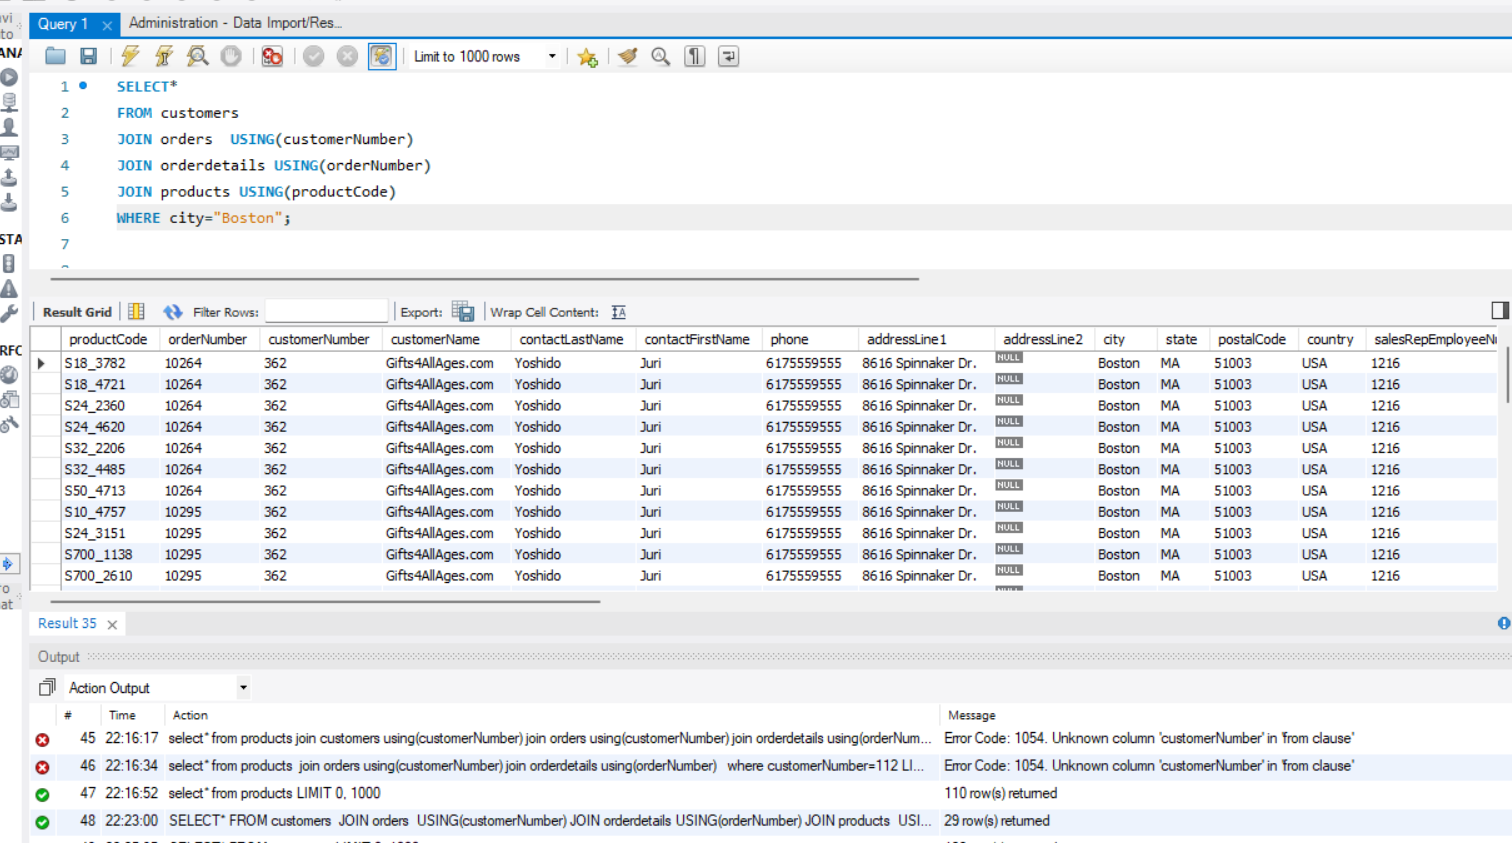 Query 1 Administration - Data Import/Res...
Limit to 1000 rows
1 SELECT*
2 FROM customers
3 JOIN orders  USING(customerNumber)
4 JOIN orderdetails USING(orderNumber)
5 JOIN products USING(productCode)
6 WHERE city="Boston";
7
Result Grid Filter Rows: Export: Wrap Cell Content:
productCode orderNumber customerNumber customerName contactLastName contactFirstName phone addressLine1 addressLine2 city state postalCode country salesRepEmployeeNu
S18_3782 10264 362 Gifts4AllAges.com Yoshido Juri 6175559555 8616 Spinnaker Dr. NULL Boston MA 51003 USA 1216
S18_4721 10264 362 Gifts4AllAges.com Yoshido Juri 6175559555 8616 Spinnaker Dr. NULL Boston MA 51003 USA 1216
S24_2360 10264 362 Gifts4AllAges.com Yoshido Juri 6175559555 8616 Spinnaker Dr. NULL Boston MA 51003 USA 1216
S24_4620 10264 362 Gifts4AllAges.com Yoshido Juri 6175559555 8616 Spinnaker Dr. NULL Boston MA 51003 USA 1216
S32_2206 10264 362 Gifts4AllAges.com Yoshido Juri 6175559555 8616 Spinnaker Dr. NULL Boston MA 51003 USA 1216
S32_4485 10264 362 Gifts4AllAges.com Yoshido Juri 6175559555 8616 Spinnaker Dr. NULL Boston MA 51003 USA 1216
S50_4713 10264 362 Gifts4AllAges.com Yoshido Juri 6175559555 8616 Spinnaker Dr. NULL Boston MA 51003 USA 1216
S10_4757 10295 362 Gifts4AllAges.com Yoshido Juri 6175559555 8616 Spinnaker Dr. NULL Boston MA 51003 USA 1216
S24_3151 10295 362 Gifts4AllAges.com Yoshido Juri 6175559555 8616 Spinnaker Dr. NULL Boston MA 51003 USA 1216
S700_1138 10295 362 Gifts4AllAges.com Yoshido Juri 6175559555 8616 Spinnaker Dr. NULL Boston MA 51003 USA 1216
S700_2610 10295 362 Gifts4AllAges.com Yoshido Juri 6175559555 8616 Spinnaker Dr. NULL Boston MA 51003 USA 1216
Result 35
Output
Action Output
# Time Action Message
45 22:16:17 select* from products join customers using(customerNumber) join orders using(customerNumber) join orderdetails using(orderNum... Error Code: 1054. Unknown column 'customerNumber' in 'from clause'
46 22:16:34 select* from products  join orders using(customerNumber) join orderdetails using(orderNumber)   where customerNumber=112 LI... Error Code: 1054. Unknown column 'customerNumber' in 'from clause'
47 22:16:52 select* from products LIMIT 0, 1000 110 row(s) returned
48 22:23:00 SELECT* FROM customers  JOIN orders  USING(customerNumber) JOIN orderdetails USING(orderNumber) JOIN products  USI... 29 row(s) returned